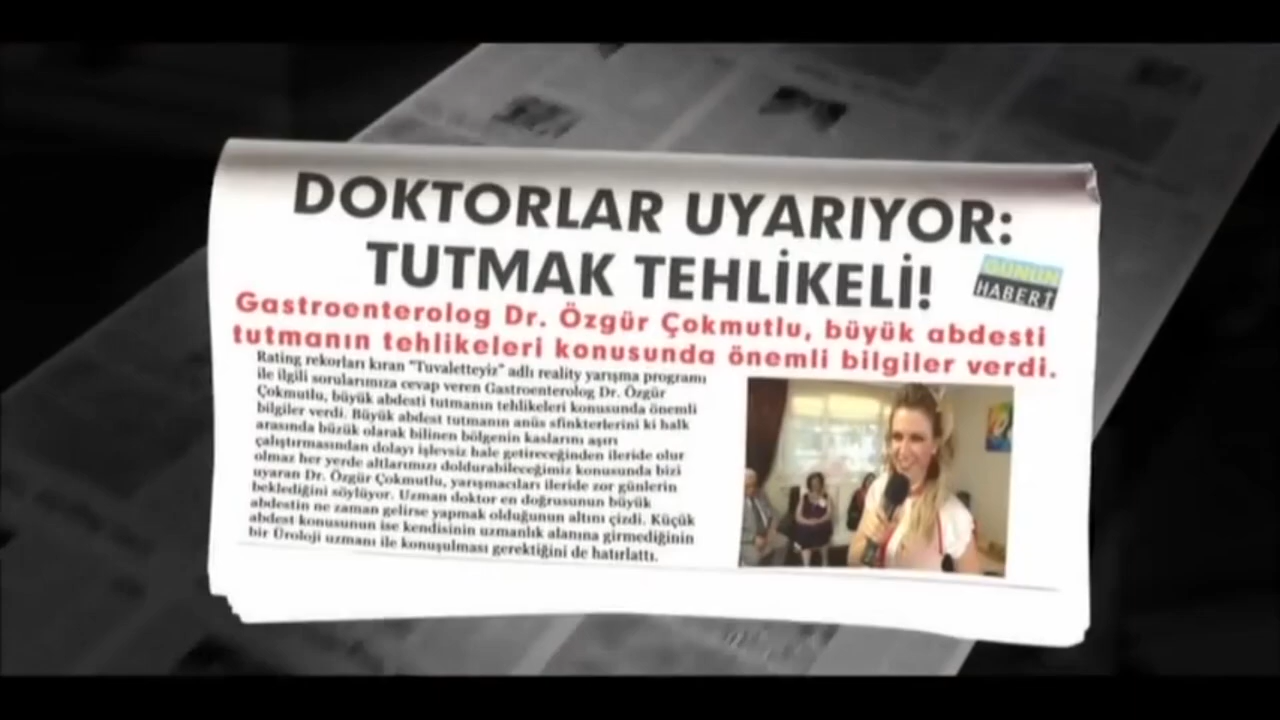 DOKTORLAR UYARIYOR:
TUTMAK TEHLİKELİ!
GÜNÜN
HABERİ
Gastroenterolog Dr. Özgür Çokmutlu, büyük abdesti
tutmanın tehlikeleri konusunda önemli bilgiler verdi.
Rating rekorları kıran "Tuvaletteyiz" adlı reality yarışma programı
ile ilgili sorularımıza cevap veren Gastroenterolog Dr. Özgür
Çokmutlu, büyük abdesti tutmanın tehlikeleri konusunda önemli
bilgiler verdi. Büyük abdest tutmanın anüs sfinkterlerini ki halk
arasında büzük olarak bilinen bölgenin kaslarını aşırı
çalıştırmasından dolayı işlevsiz hale getireceğinden ileride olur
olmaz her yerde altlarımızı doldurabileceğimiz konusunda bizi
uyaran Dr. Özgür Çokmutlu, yarışmacıları ileride zor günlerin
beklediğini söylüyor. Uzman doktor en doğrusunun büyük
abdestin ne zaman gelirse yapmak olduğunun altını çizdi. Küçük
abdest konusunun ise kendisinin uzmanlık alanına girmediğinin
bir Üroloji uzmanı ile konuşulması gerektiğini de hatırlattı.